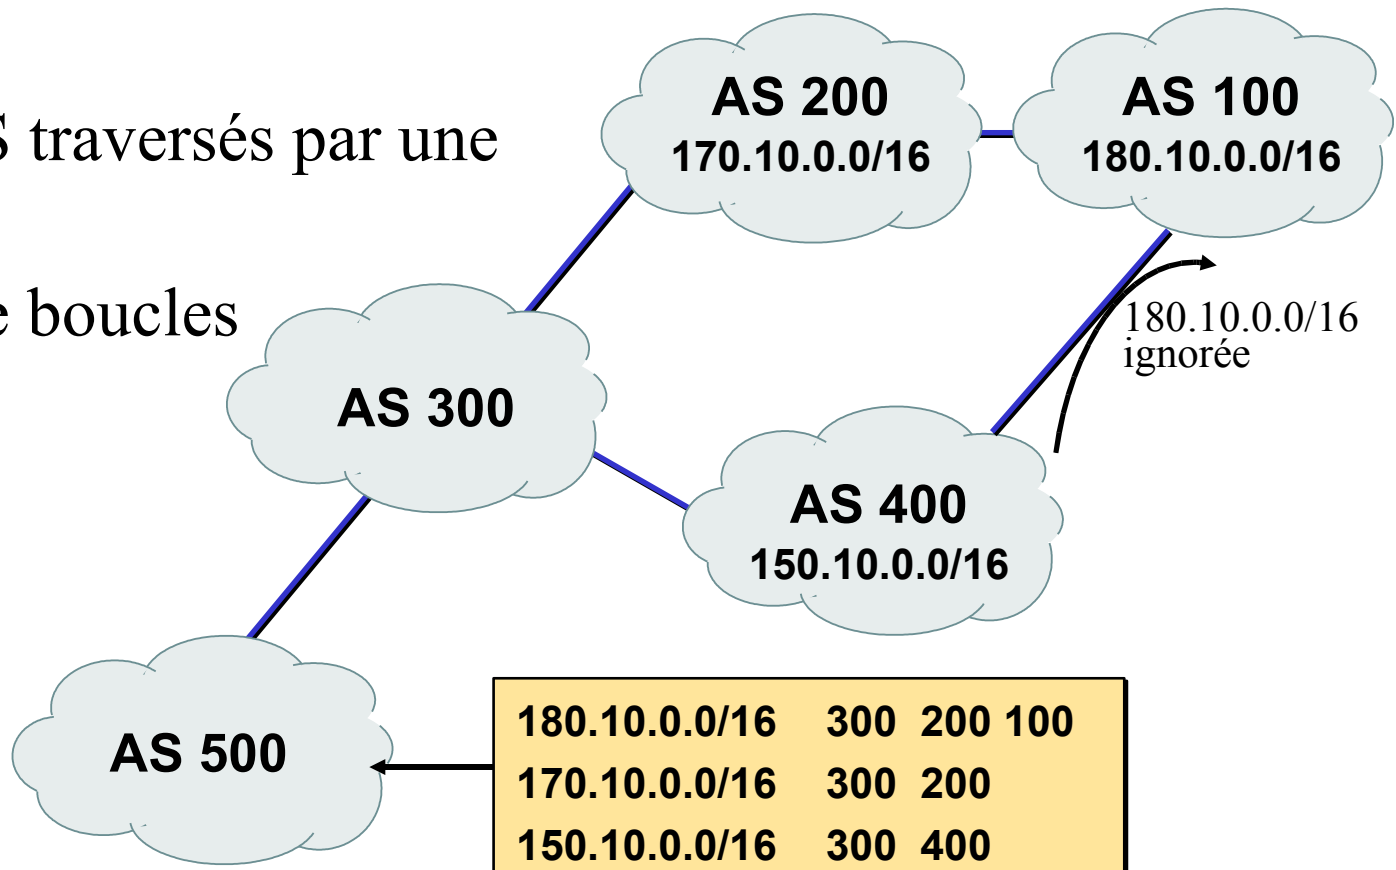 AS 200
170.10.0.0/16
AS 100
180.10.0.0/16
S traversés par une
e boucles
180.10.0.0/16
ignorée
AS 300
AS 400
150.10.0.0/16
AS 500
180.10.0.0/16 300 200 100
170.10.0.0/16 300 200
150.10.0.0/16 300 400